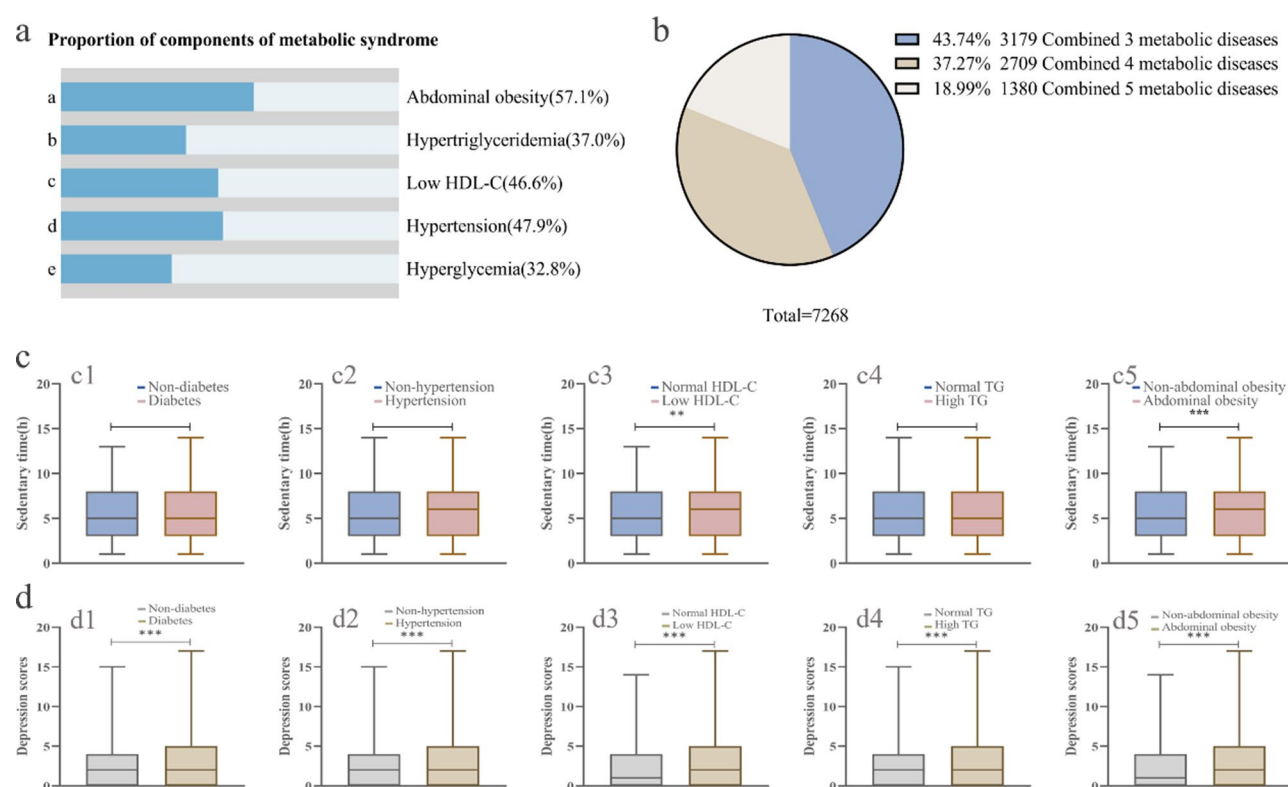 a
Proportion of components of metabolic syndrome
a
Abdominal obesity(57.1%)
b
Hypertriglyceridemia(37.0%)
c
Low HDL-C(46.6%)
d
Hypertension(47.9%)
e
Hyperglycemia(32.8%)
b
43.74% 3179 Combined 3 metabolic diseases
37.27% 2709 Combined 4 metabolic diseases
18.99% 1380 Combined 5 metabolic diseases
Total=7268
c
c1
Non-diabetes
Diabetes
Sedentary time(h)
20
15
10
5
0
c2
Non-hypertension
Hypertension
Sedentary time(h)
20
15
10
5
0
c3
Normal HDL-C
Low HDL-C
**
Sedentary time(h)
20
15
10
5
0
c4
Normal TG
High TG
Sedentary time(h)
20
15
10
5
0
c5
Non-abdominal obesity
Abdominal obesity
***
Sedentary time(h)
20
15
10
5
0
d
d1
Non-diabetes
Diabetes
***
Depression scores
20
15
10
5
0
d2
Non-hypertension
Hypertension
***
Depression scores
20
15
10
5
0
d3
Normal HDL-C
Low HDL-C
***
Depression scores
20
15
10
5
0
d4
Normal TG
High TG
***
Depression scores
20
15
10
5
0
d5
Non-abdominal obesity
Abdominal obesity
***
Depression scores
20
15
10
5
0